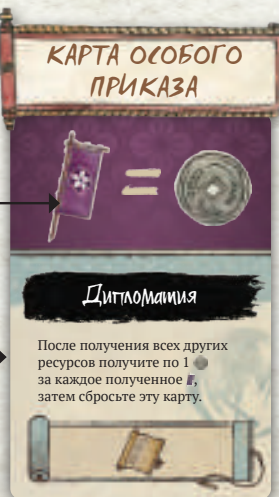 КАРТА ОСОБОГО
ПРИКАЗА
=
Дипломатия
После получения всех других
ресурсов получите по 1
за каждое полученное ,
затем сбросьте эту карту.